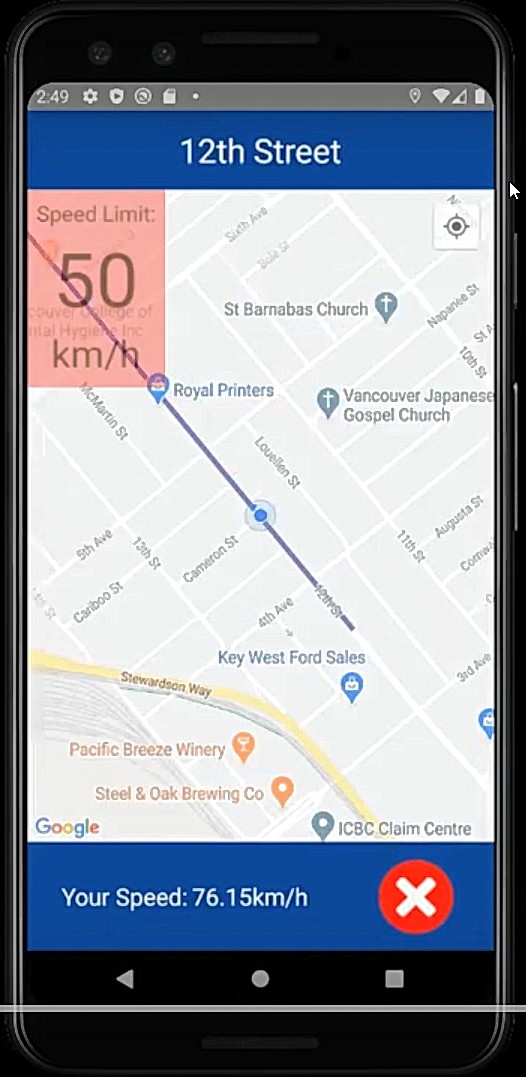 2:49
12th Street
Speed Limit:
50
km/h
couver College of
ntal Hygiene Inc
Sixth Ave
St Barnabas Church
Napanee St
St A
10th St
McMartin St
Royal Printers
Vancouver Japanese
Gospel Church
Louellen St
Augusta St
11th St
Cornw
5th Ave
13th St
Cameron St
Cariboo St
12th St
4th Ave
Key West Ford Sales
3rd Ave
Stewardson Way
Pacific Breeze Winery
Steel & Oak Brewing Co
Google
ICBC Claim Centre
Your Speed: 76.15km/h